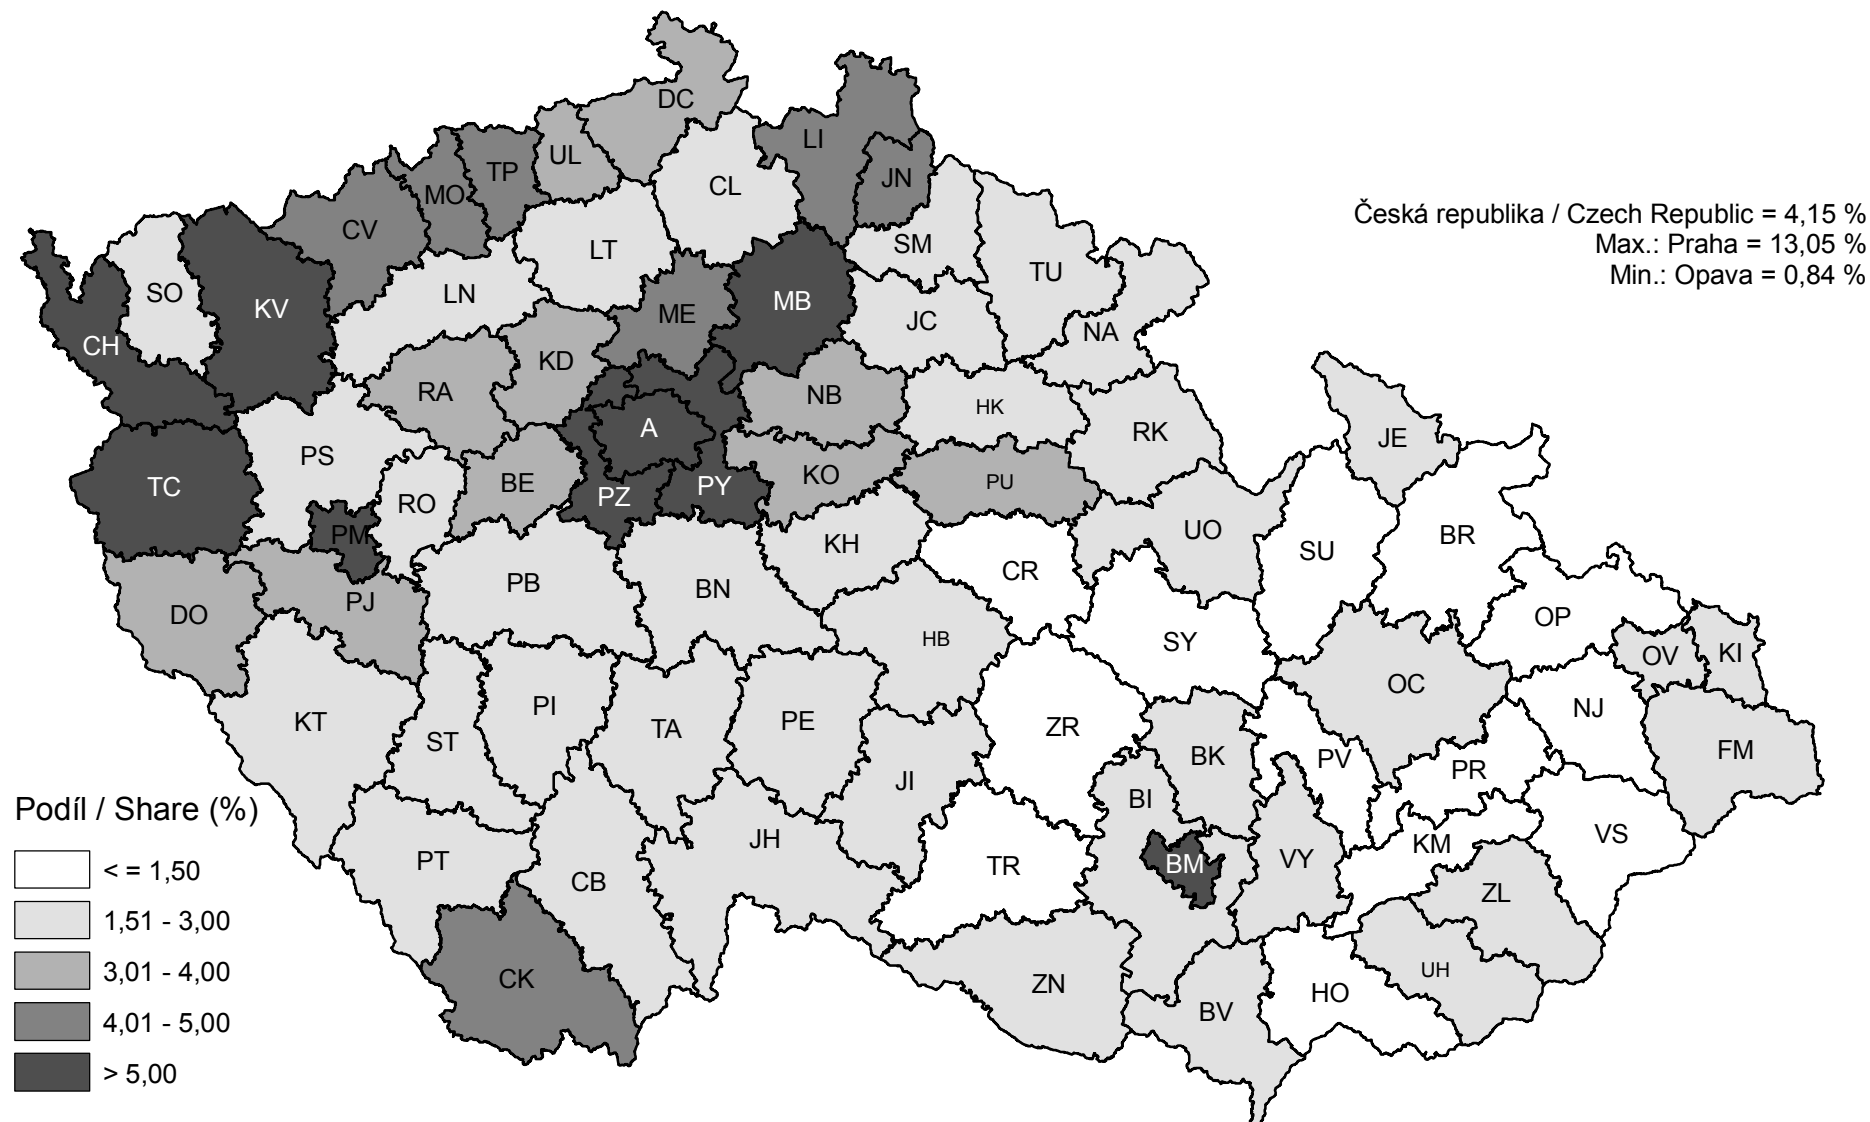 DC
LI
UL
TP
JN
CL
MO
CV
SM
LT
TU
SO
LN
KV
MB
ME
JC
NA
CH
KD
RA
NB
HK
A
RK
JE
PS
TC
BE
KO
PU
PZ
PY
RO
PM
UO
BR
SU
KH
CR
PB
BN
PJ
DO
OP
HB
SY
OV
KI
OC
PI
NJ
KT
ST
TA
PE
ZR
BK
PV
FM
PR
JI
BI
VS
JH
KM
PT
CB
TR
BM
VY
ZL
CK
ZN
UH
HO
BV
Česká republika / Czech Republic = 4,15 %
Max.: Praha = 13,05 %
Min.: Opava = 0,84 %
Podíl / Share (%)
< = 1,50
1,51 - 3,00
3,01 - 4,00
4,01 - 5,00
> 5,00